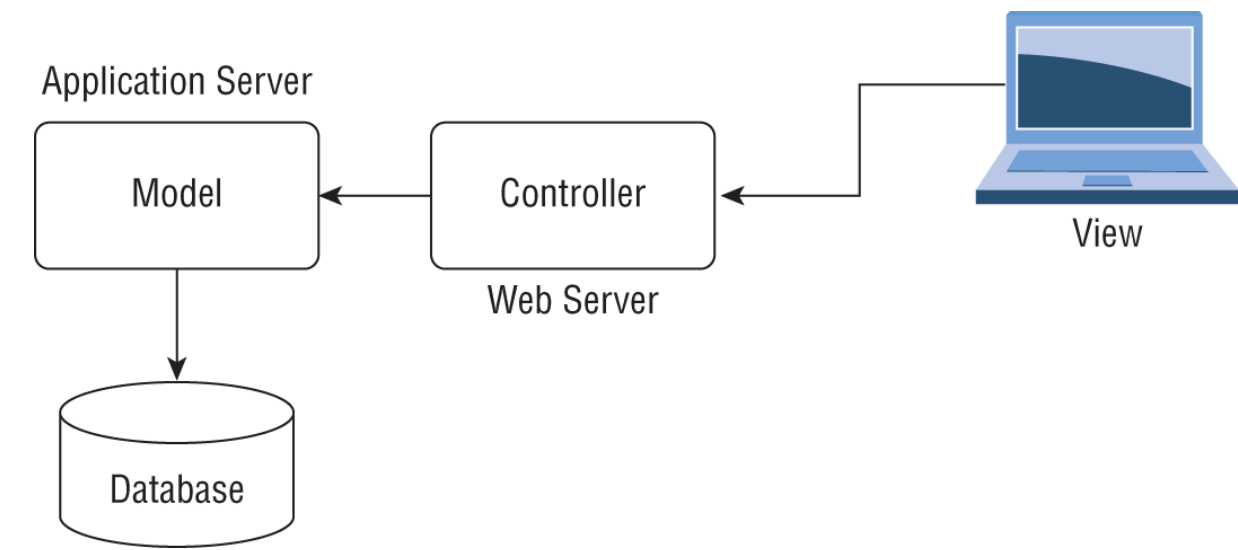 Application Server
Model
Controller
View
Web Server
Database